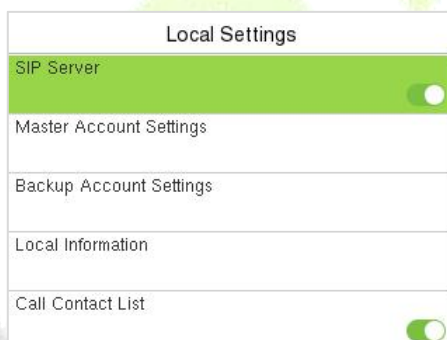 Local Settings
SIP Server
Master Account Settings
Backup Account Settings
Local Information
Call Contact List